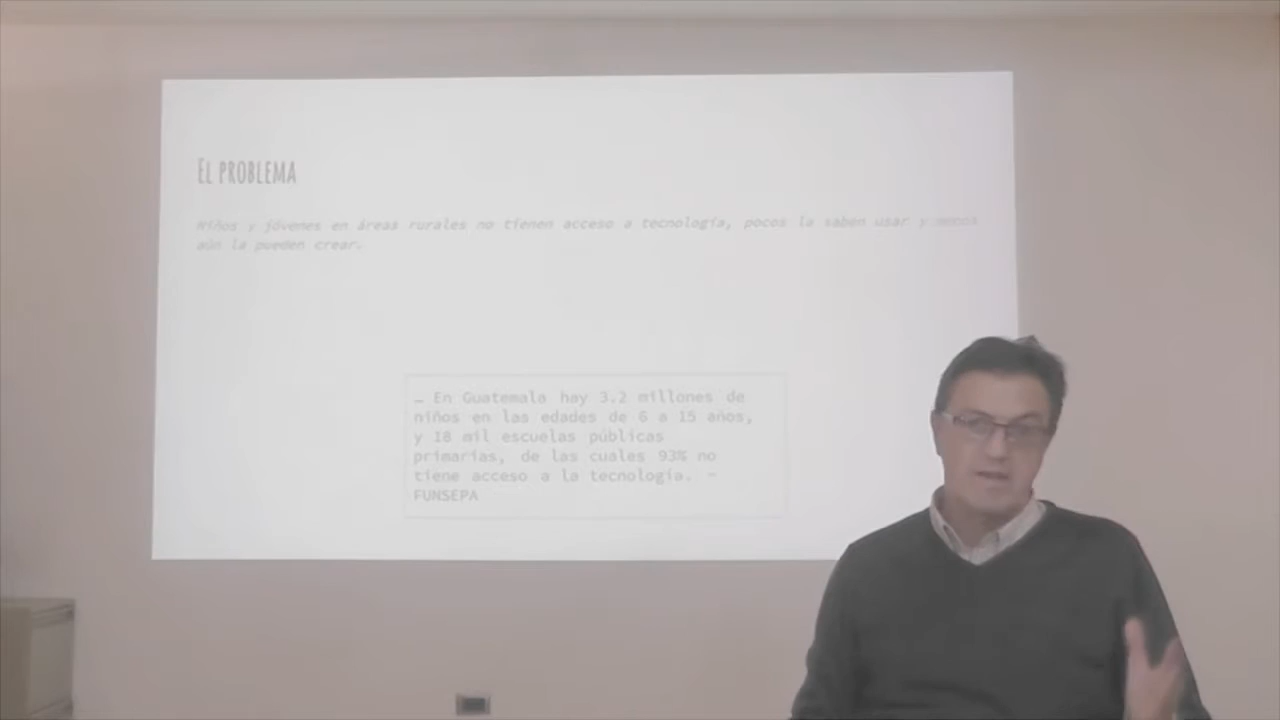 EL PROBLEMA
Niños y jóvenes en áreas rurales no tienen acceso a tecnología, pocos la saben usar y menos
aún la pueden crear.
… En Guatemala hay 3.2 millones de
niños en las edades de 6 a 15 años,
y 18 mil escuelas públicas
primarias, de las cuales 93% no
tiene acceso a la tecnología. -
FUNSEPA